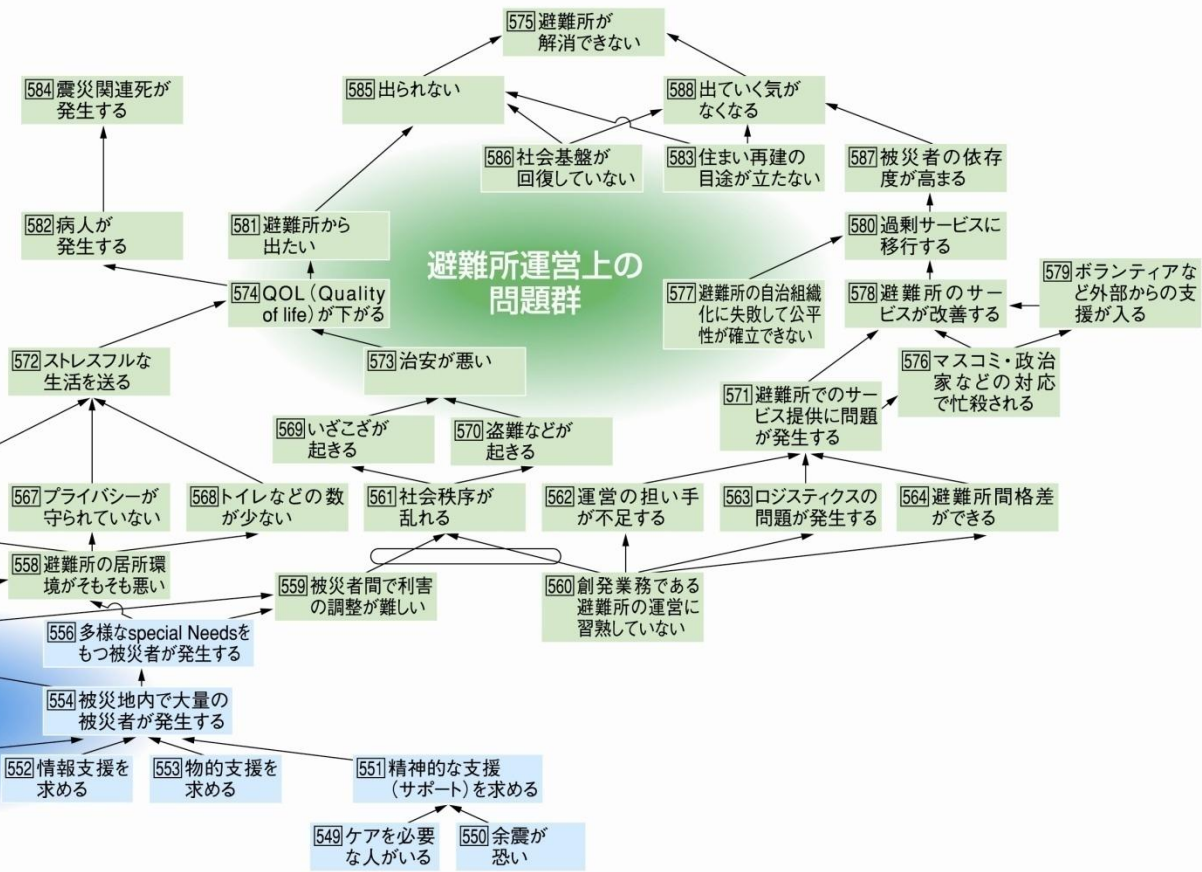 575 避難所が
解消できない
584 震災関連死が
発生する
585 出られない
588 出ていく気が
なくなる
586 社会基盤が
回復していない
583 住まい再建の
目途が立たない
587 被災者の依存
度が高まる
582 病人が
発生する
581 避難所から
出たい
避難所運営上の
問題群
580 過剰サービスに
移行する
574 QOL(Quality
of life)が下がる
577 避難所の自治組織
化に失敗して公平
性が確立できない
578 避難所のサー
ビスが改善する
579 ボランティアな
ど外部からの支
援が入る
572 ストレスフルな
生活を送る
573 治安が悪い
576 マスコミ・政治
家などの対応
で忙殺される
571 避難所でのサー
ビス提供に問題
が発生する
569 いざこざが
起きる
570 盗難などが
起きる
567 プライバシーが
守られていない
568 トイレなどの数
が少ない
561 社会秩序が
乱れる
562 運営の担い手
が不足する
563 ロジスティクスの
問題が発生する
564 避難所間格差
ができる
558 避難所の居所環
境がそもそも悪い
559 被災者間で利害
の調整が難しい
560 創発業務である
避難所の運営に
習熟していない
556 多様なspecial Needsを
もつ被災者が発生する
554 被災地内で大量の
被災者が発生する
552 情報支援を
求める
553 物的支援を
求める
551 精神的な支援
(サポート)を求める
549 ケアを必要
な人がいる
550 余震が
恐い